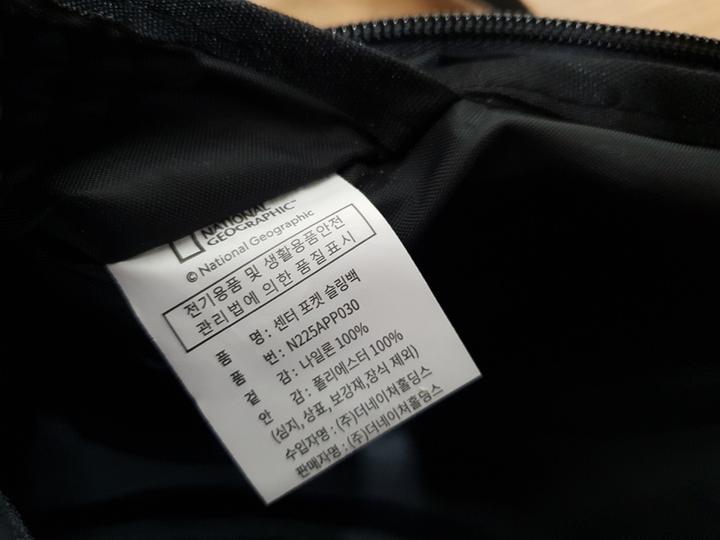 NATIONAL
GEOGRAPHIC™
© National Geographic
전기용품 및 생활용품안전
관리법에 의한 품질표시
품 명 : 센터 포켓 슬링백
품 번 : N225APP030
겉 감 : 나일론 100%
안 감 : 폴리에스터 100%
(심지, 상표, 보강재,장식 제외)
수입자명 : (주)더네이쳐홀딩스
판매자명 : (주)더네이쳐홀딩스